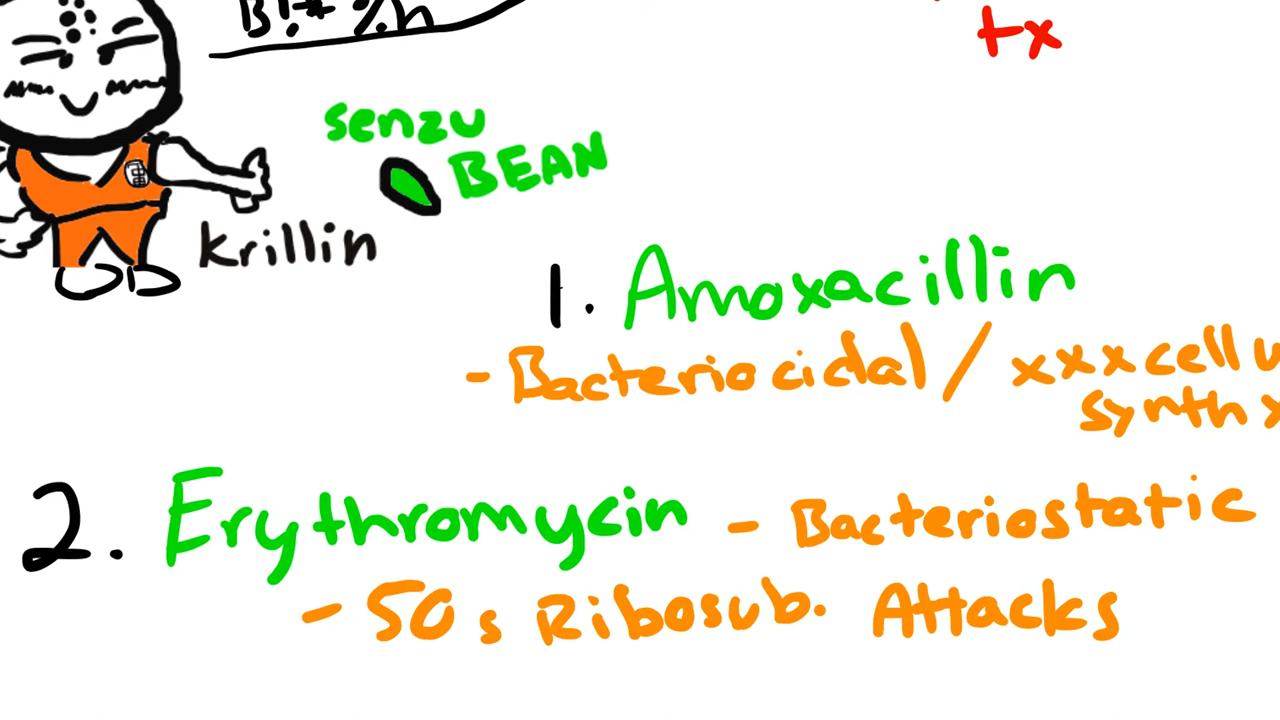 B!* %h
tx
senzu
BEAN
krillin
1. Amoxacillin
- Bacteriocidal / xxx cellu
synth x
2. Erythromycin - Bacteriostatic
- 50s Ribosub. Attacks